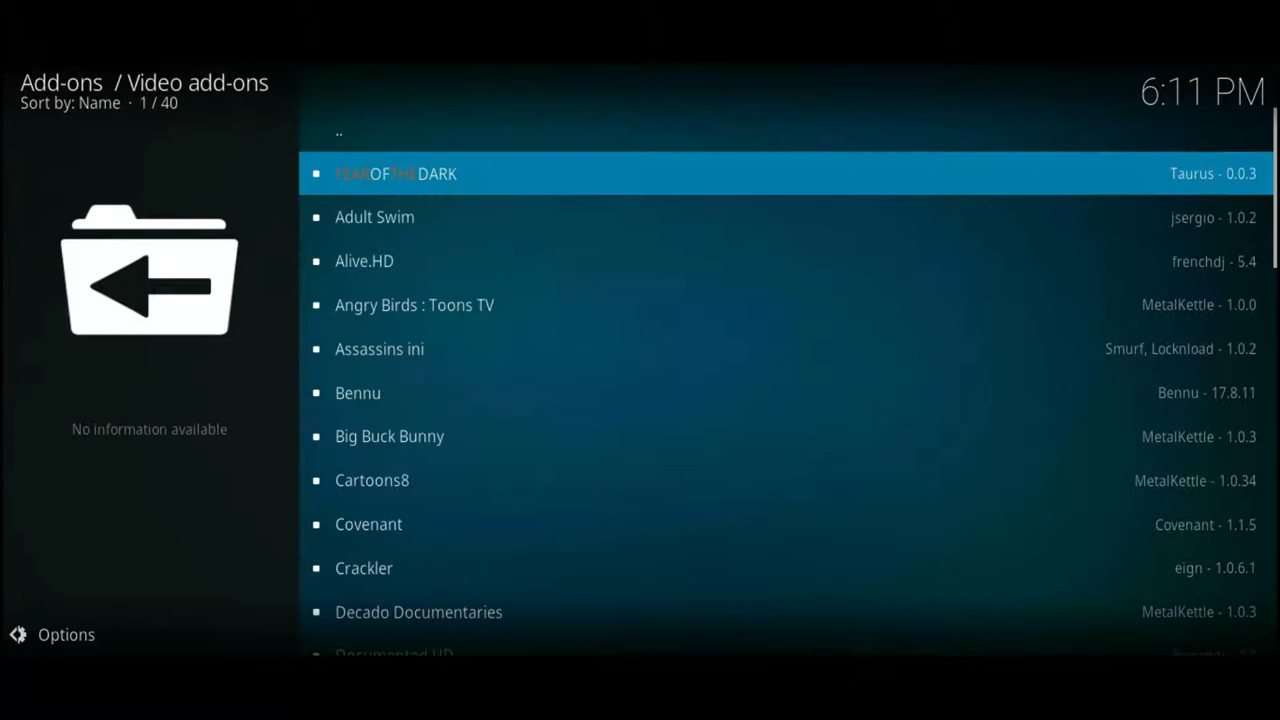 Add-ons / Video add-ons
Sort by: Name · 1 / 40
6:11 PM
..
FEAROFTHEDARK Taurus - 0.0.3
Adult Swim jsergio - 1.0.2
Alive.HD frenchdj - 5.4
Angry Birds : Toons TV MetalKettle - 1.0.0
Assassins ini Smurf, Locknload - 1.0.2
Bennu Bennu - 17.8.11
Big Buck Bunny MetalKettle - 1.0.3
Cartoons8 MetalKettle - 1.0.34
Covenant Covenant - 1.1.5
Crackler eign - 1.0.6.1
Decado Documentaries MetalKettle - 1.0.3
Documented HD
No information available
Options